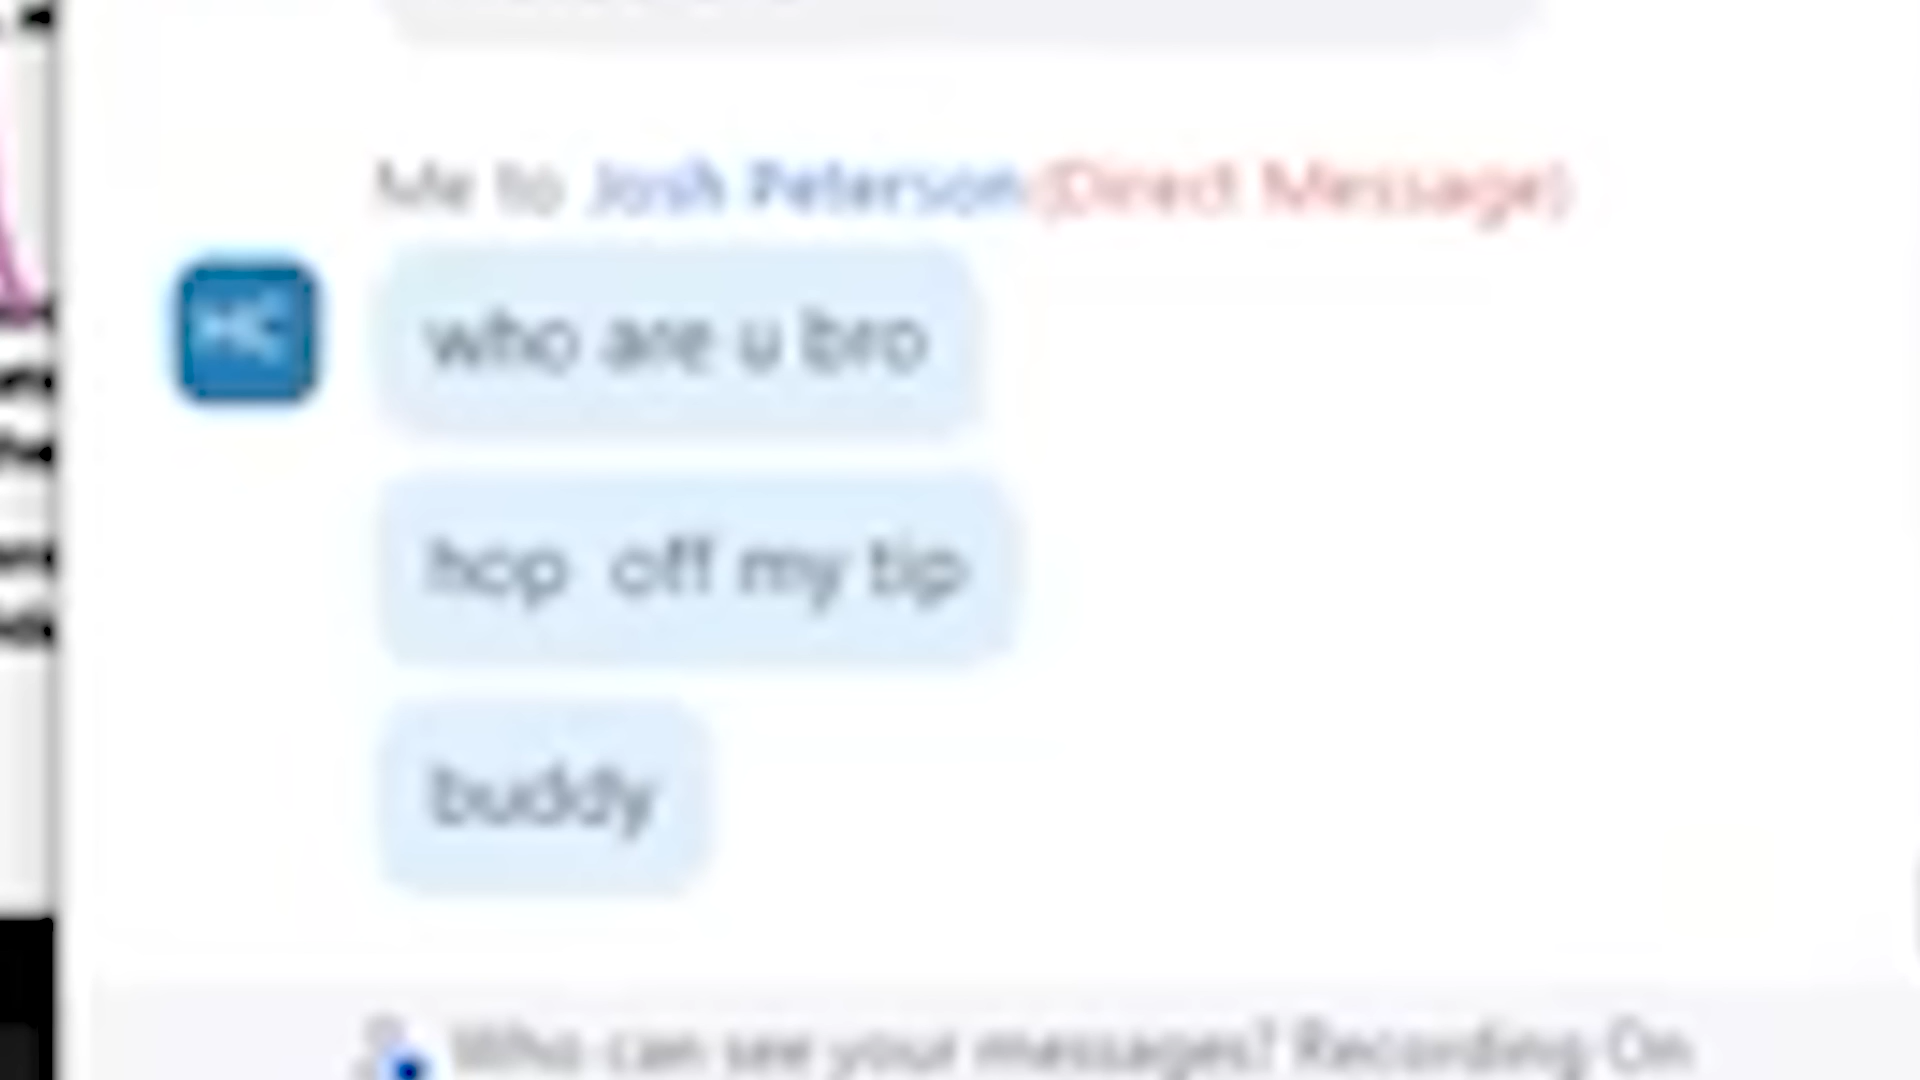 Me to Josh Peterson (Direct Message)
HC
who are u bro
hop off my tip
buddy
Who can see your messages? Recording On